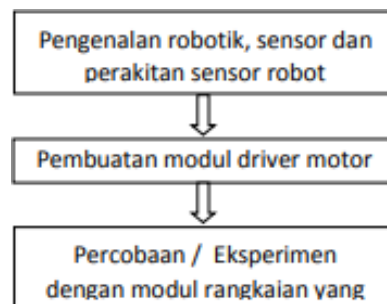 Pengenalan robotik, sensor dan
perakitan sensor robot
Pembuatan modul driver motor
Percobaan / Eksperimen
dengan modul rangkaian yang